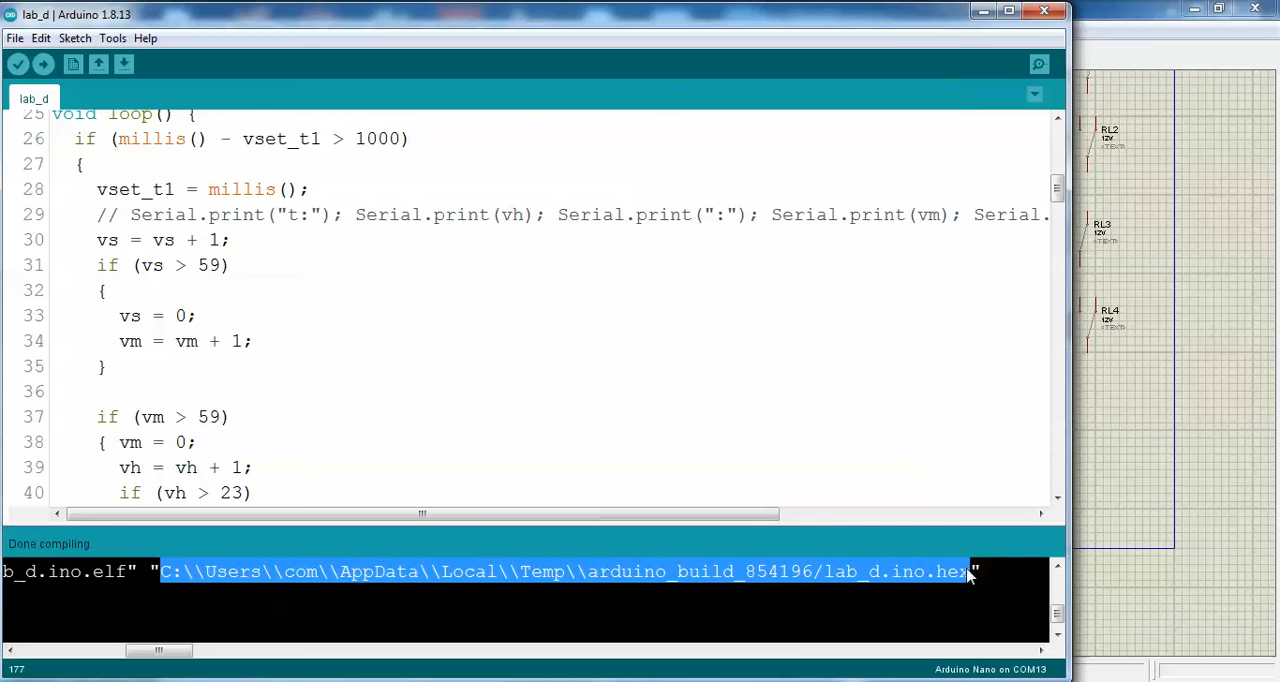 lab_d | Arduino 1.8.13
File Edit Sketch Tools Help
lab_d
25 void loop() {
26 if (millis() - vset_t1 > 1000)
27 {
28 vset_t1 = millis();
29 // Serial.print("t:"); Serial.print(vh); Serial.print(":"); Serial.print(vm); Serial.
30 vs = vs + 1;
31 if (vs > 59)
32 {
33 vs = 0;
34 vm = vm + 1;
35 }
36
37 if (vm > 59)
38 { vm = 0;
39 vh = vh + 1;
40 if (vh > 23)
Done compiling.
b_d.ino.elf" "C:\\Users\\com\\AppData\\Local\\Temp\\arduino_build_854196/lab_d.ino.hex"
177
Arduino Nano on COM13
RL2
12V
<TEXT>
RL3
12V
<TEXT>
RL4
12V
<TEXT>